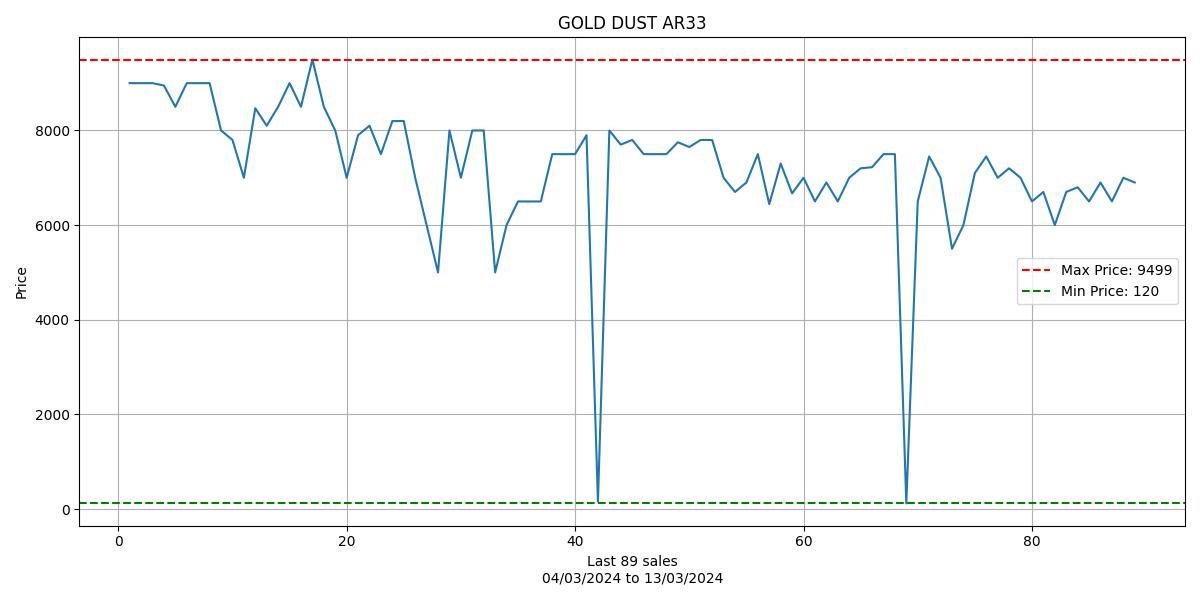 GOLD DUST AR33
Price
8000
6000
4000
2000
0
Max Price: 9499
Min Price: 120
0 20 40 60 80
Last 89 sales
04/03/2024 to 13/03/2024